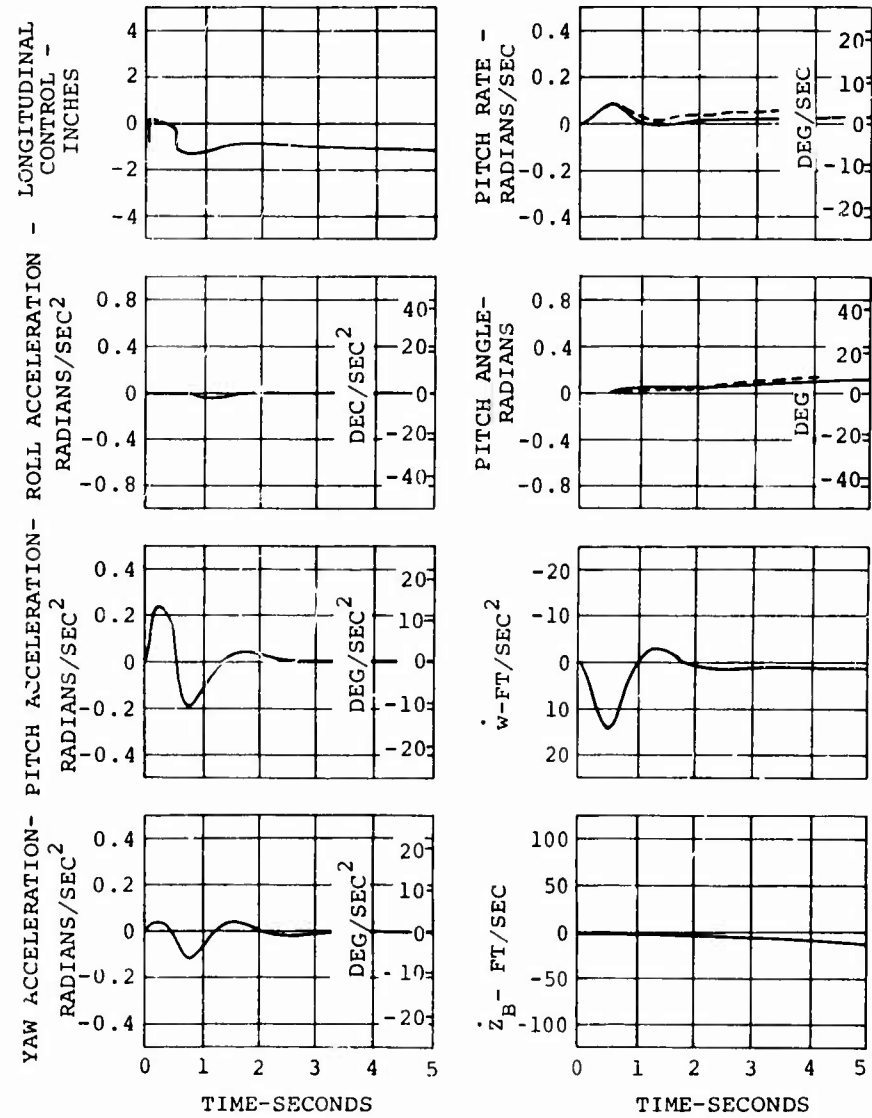 LONGITUDINAL
CONTROL -
INCHES
4
2
0
-2
-4
PITCH RATE -
RADIANS/SEC
0.4
0.2
0
-0.2
-0.4
DEG/SEC
20
10
0
-10
-20
ROLL ACCELERATION -
RADIANS/SEC2
0.8
0.4
0
-0.4
-0.8
DEC/SEC2
40
20
0
-20
-40
PITCH ANGLE-
RADIANS
0.8
0.4
0
-0.4
-0.8
DEG
40
20
0
-20
-40
PITCH ACCELERATION-
RADIANS/SEC2
0.4
0.2
0
-0.2
-0.4
DEG/SEC2
20
10
0
-10
-20
ẇ-FT/SEC2
-20
-10
0
10
20
YAW ACCELERATION-
RADIANS/SEC2
0.4
0.2
0
-0.2
-0.4
DEG/SEC2
20
10
0
-10
-20
0 1 2 3 4 5
TIME-SECONDS
ŻB- FT/SEC
100
50
0
-50
-100
0 1 2 3 4 5
TIME-SECONDS